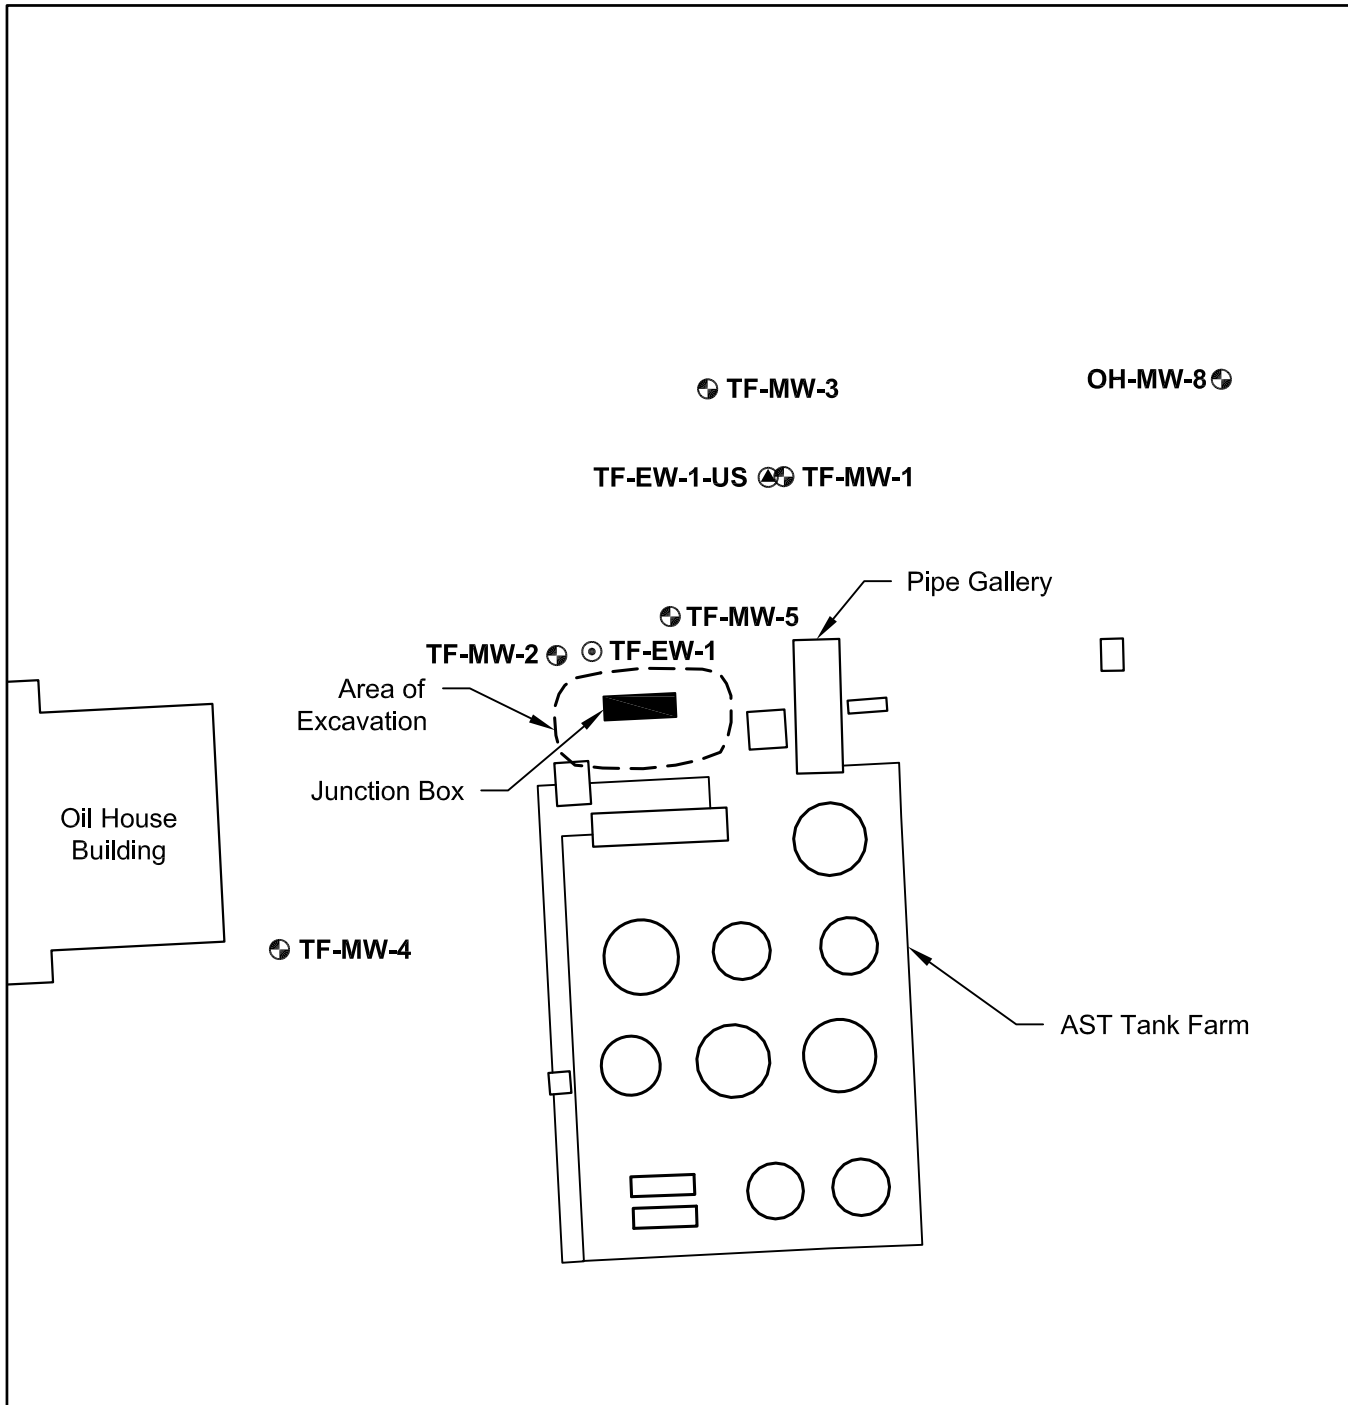 TF-MW-3
OH-MW-8
TF-EW-1-US
TF-MW-1
Pipe Gallery
TF-MW-5
TF-MW-2
TF-EW-1
Area of
Excavation
Junction Box
Oil House
Building
TF-MW-4
AST Tank Farm